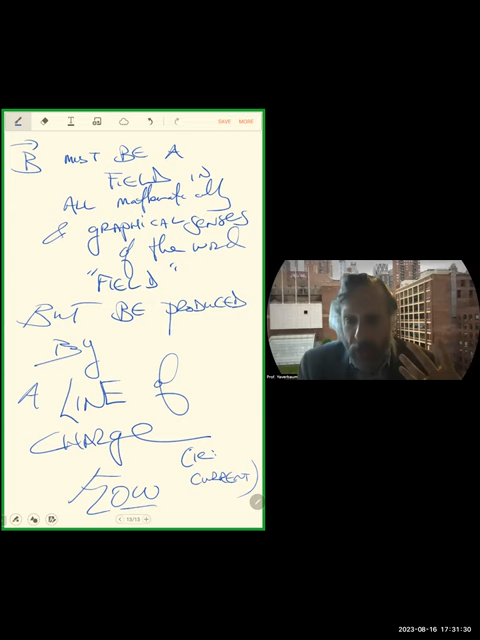 SAVE MORE
B MUST BE A
FIELD IN
ALL mathematically
& GRAPHICAL SENSES
of the word
"FIELD"
BUT BE PRODUCED
BY
A LINE of
CHARGE
(ie:
CURRENT)
FLOW
13/13
Prof. Yaverbaum
2023-08-16 17:31:30